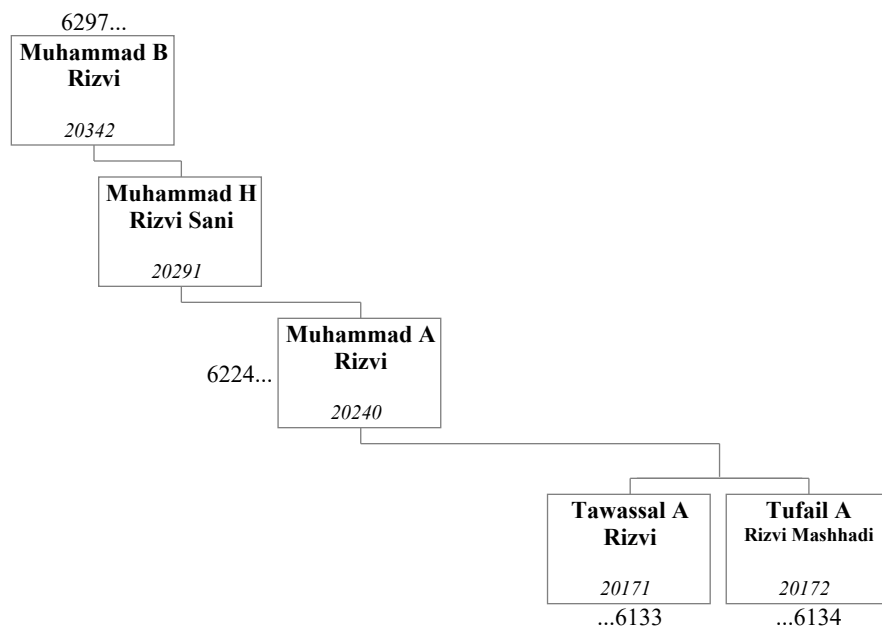 6297...
Muhammad B
Rizvi
20342
Muhammad H
Rizvi Sani
20291
Muhammad A
Rizvi
6224...
20240
Tawassal A
Rizvi
20171
...6133
Tufail A
Rizvi Mashhadi
20172
...6134